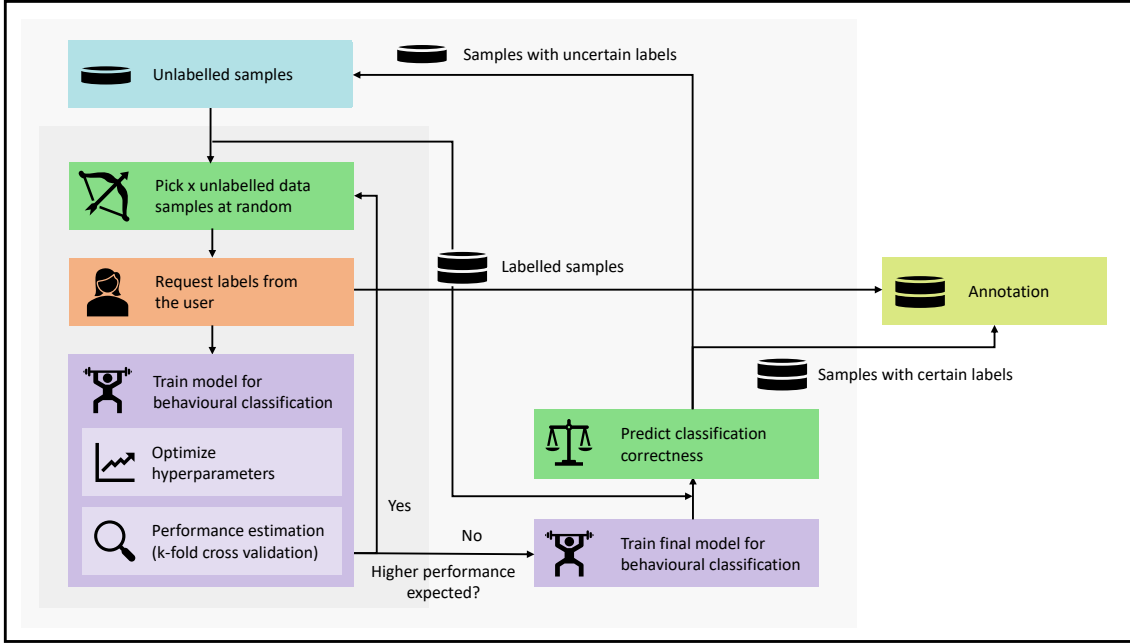 Samples with uncertain labels
Unlabelled samples
Pick x unlabelled data
samples at random
Labelled samples
Request labels from
the user
Annotation
Train model for
behavioural classification
Samples with certain labels
Predict classification
correctness
Optimize
hyperparameters
Yes
Performance estimation
(k-fold cross validation)
No
Higher performance
expected?
Train final model for
behavioural classification